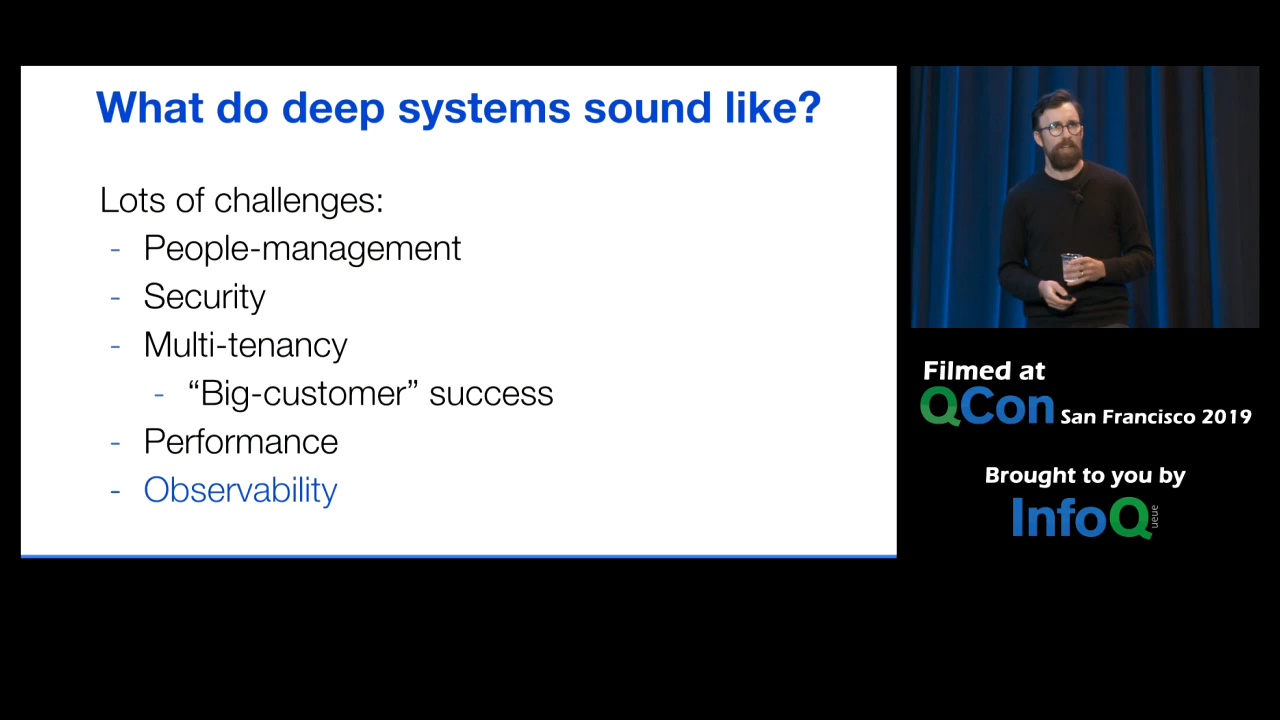 What do deep systems sound like?
Lots of challenges:
- People-management
- Security
- Multi-tenancy
- “Big-customer” success
- Performance
- Observability
Filmed at
QCon San Francisco 2019
Brought to you by
InfoQ
ueue